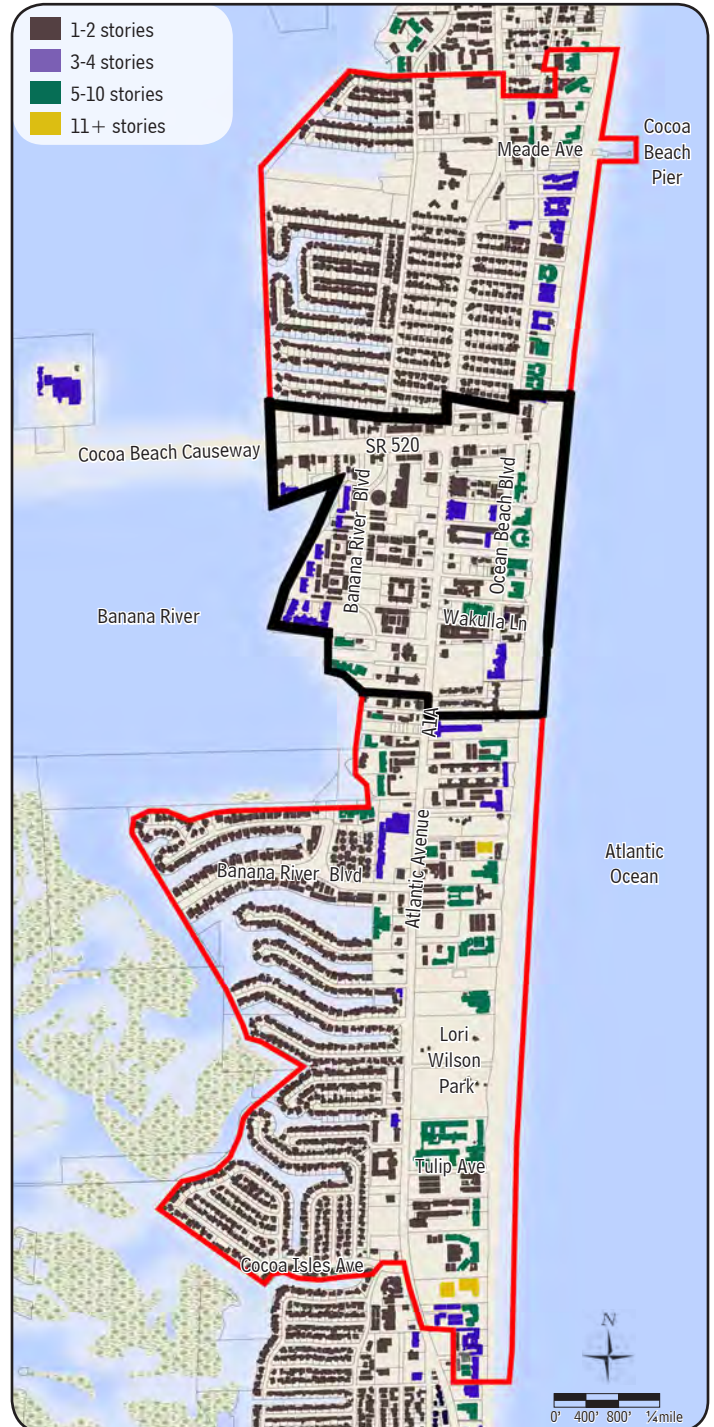 1-2 stories
3-4 stories
5-10 stories
11+ stories
Cocoa
Beach
Pier
Meade Ave
SR 520
Cocoa Beach Causeway
Banana River Blvd
Ocean Beach Blvd
Banana River
Wakulla Ln
A1A
Atlantic Avenue
Atlantic
Ocean
Banana River Blvd
Lori
Wilson
Park
Tulip Ave
Cocoa Isles Ave
N
0' 400' 800' ¼mile